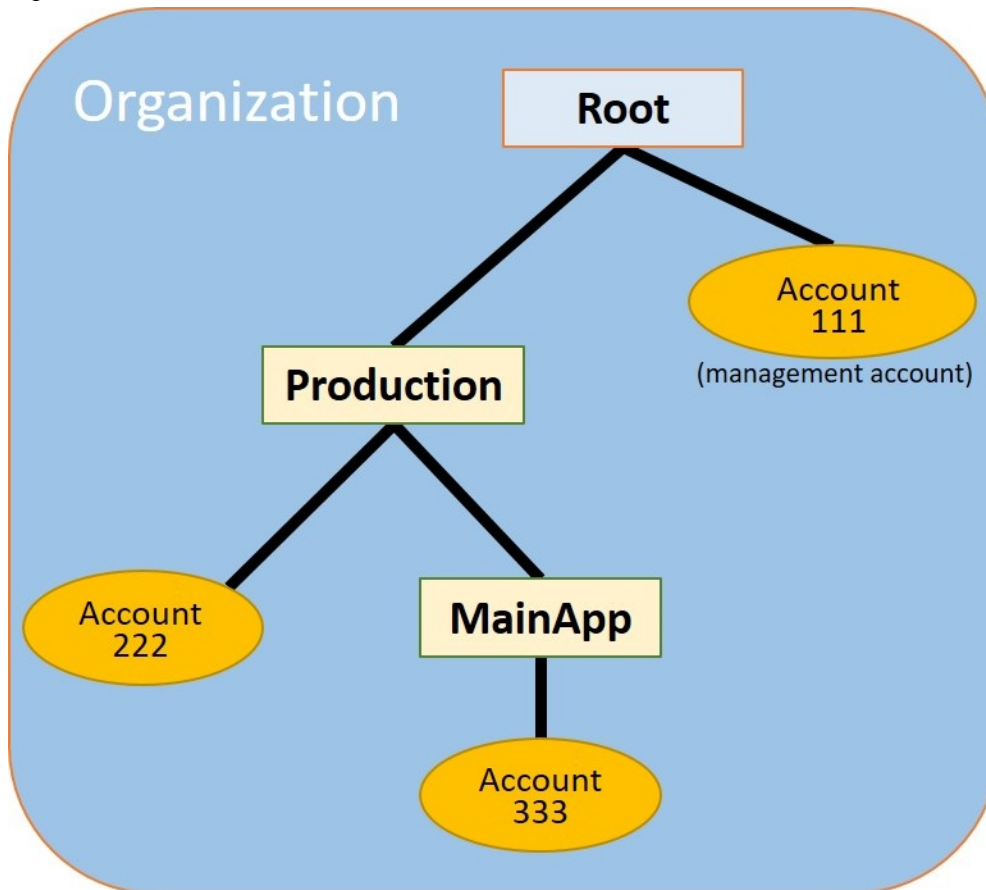 Organization
Root
Account
111
(management account)
Production
Account
222
MainApp
Account
333